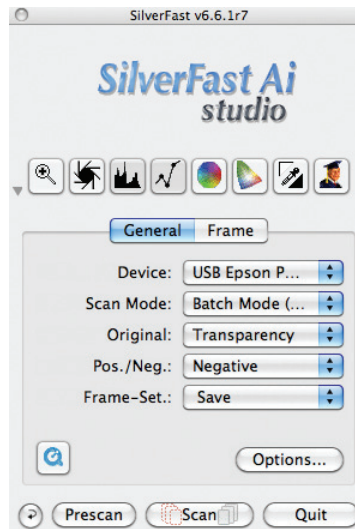 SilverFast v6.6.1r7
SilverFast Ai
studio
General Frame
Device: USB Epson P...
Scan Mode: Batch Mode (...
Original: Transparency
Pos./Neg.: Negative
Frame-Set.: Save
Options...
Prescan Scan Quit